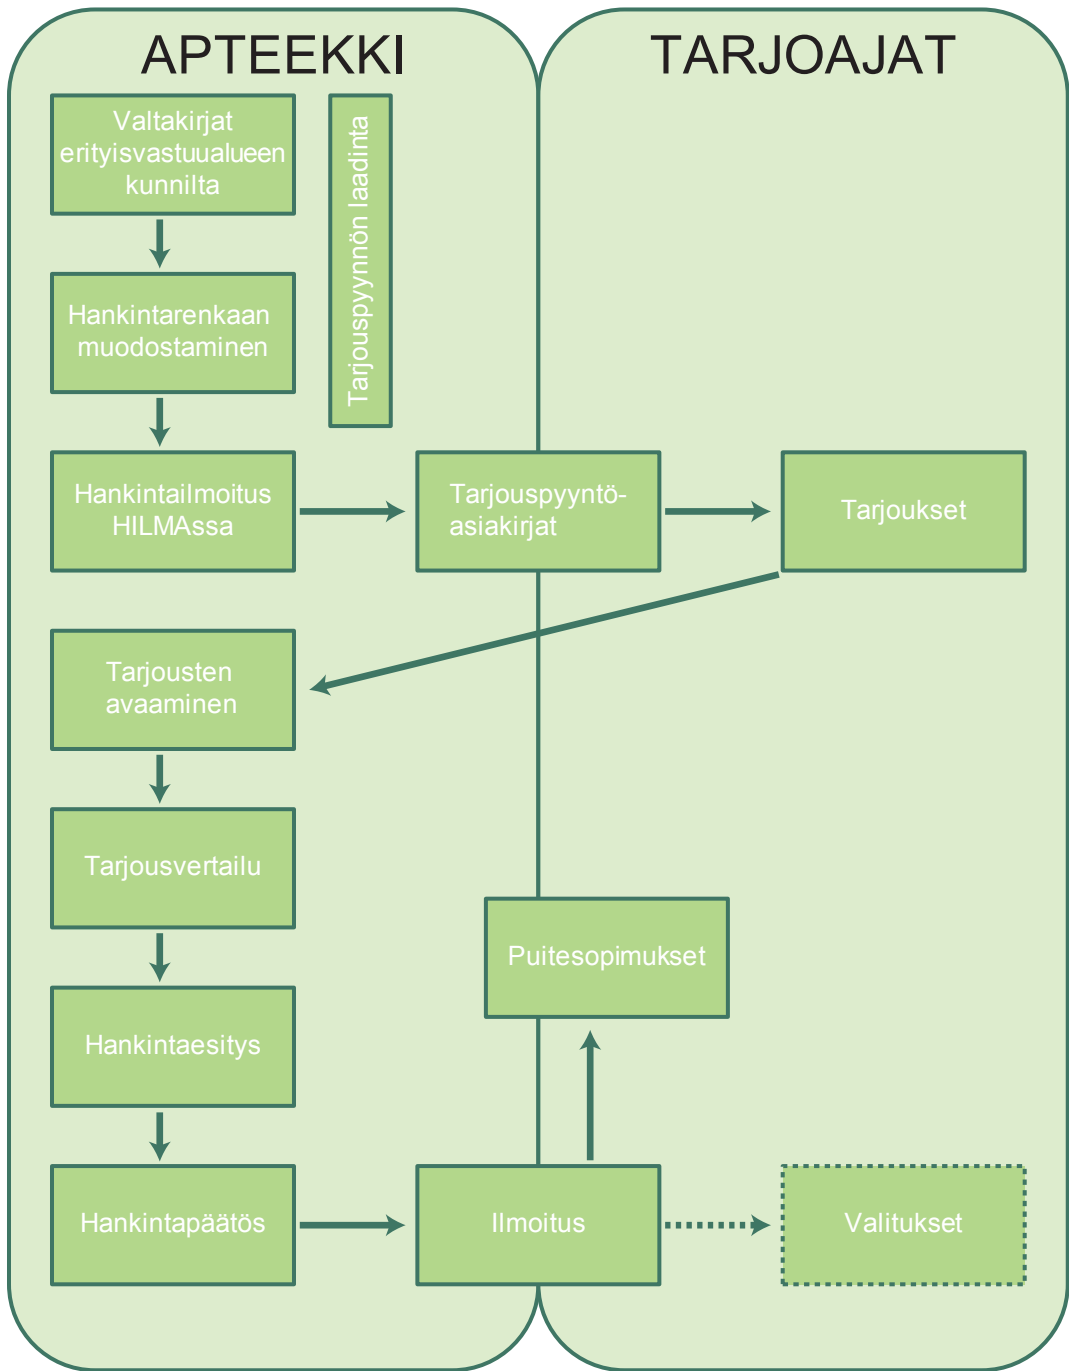 APTEEKKI
TARJOAJAT
Valtakirjat
erityisvastuualueen
kunnilta
Tarjouspyynnön laadinta
Hankintarenkaan
muodostaminen
Hankintailmoitus
HILMAssa
Tarjouspyyntö-
asiakirjat
Tarjoukset
Tarjousten
avaaminen
Tarjousvertailu
Puitesopimukset
Hankintaesitys
Hankintapäätös
Ilmoitus
Valitukset